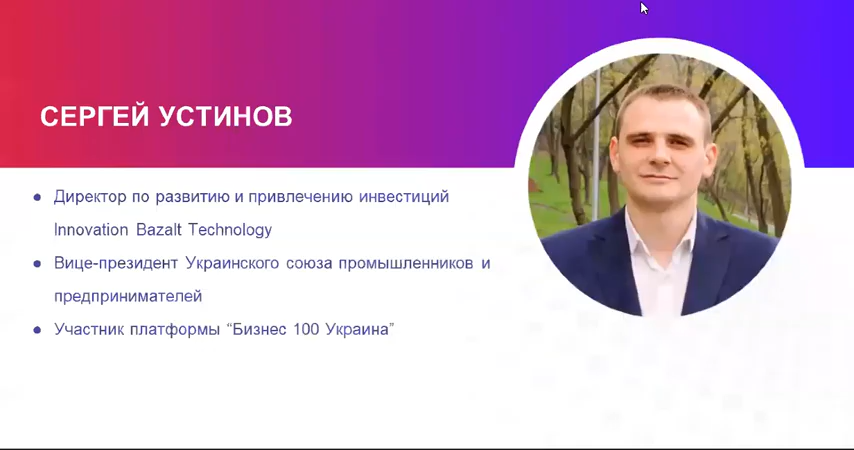 СЕРГЕЙ УСТИНОВ
● Директор по развитию и привлечению инвестиций
Innovation Bazalt Technology
● Вице-президент Украинского союза промышленников и
предпринимателей
● Участник платформы “Бизнес 100 Украина”